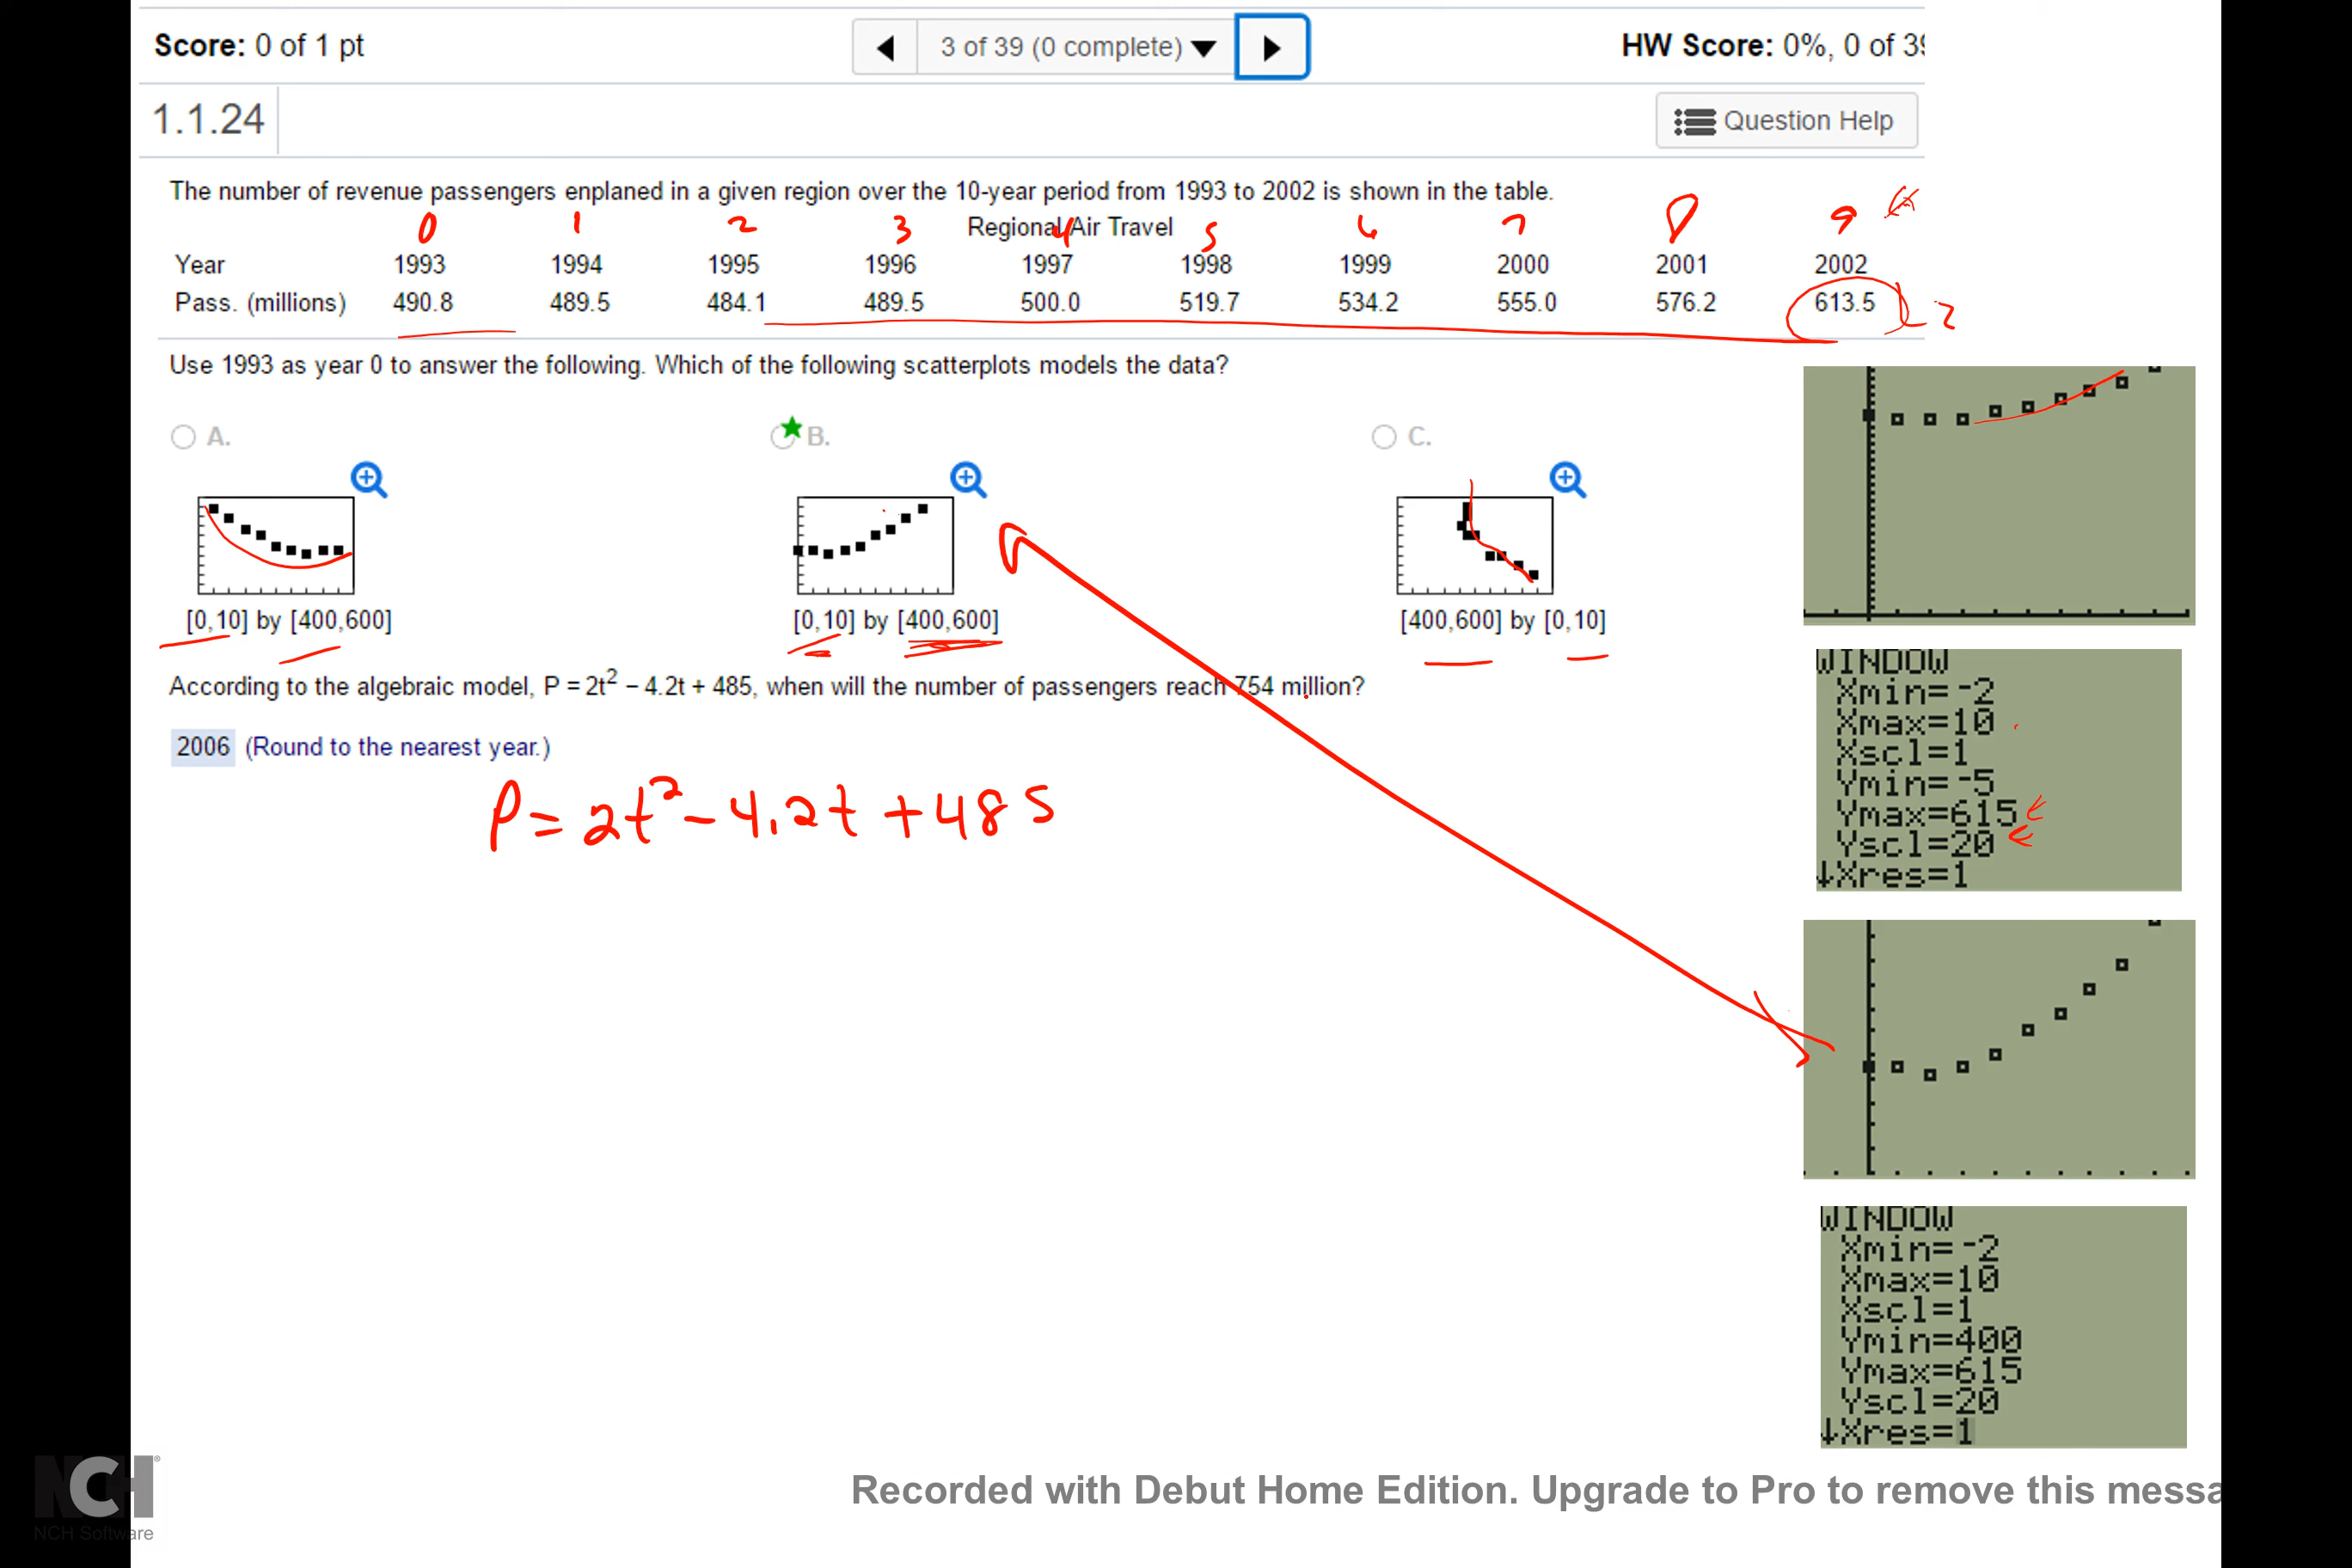 Score: 0 of 1 pt
3 of 39 (0 complete)
HW Score: 0%, 0 of 39
1.1.24
Question Help
The number of revenue passengers enplaned in a given region over the 10-year period from 1993 to 2002 is shown in the table.
Regional Air Travel
0 1 2 3 4 5 6 7 8 9
Year 1993 1994 1995 1996 1997 1998 1999 2000 2001 2002
Pass. (millions) 490.8 489.5 484.1 489.5 500.0 519.7 534.2 555.0 576.2 613.5
Use 1993 as year 0 to answer the following. Which of the following scatterplots models the data?
A. B. C.
[0,10] by [400,600] [0,10] by [400,600] [400,600] by [0,10]
According to the algebraic model, P = 2t² − 4.2t + 485, when will the number of passengers reach 754 million?
2006 (Round to the nearest year.)
P = 2t² − 4.2t + 485
WINDOW
Xmin=-2
Xmax=10
Xscl=1
Ymin=-5
Ymax=615
Yscl=20
↓Xres=1
WINDOW
Xmin=-2
Xmax=10
Xscl=1
Ymin=400
Ymax=615
Yscl=20
↓Xres=1
NCH®
NCH Software
Recorded with Debut Home Edition. Upgrade to Pro to remove this messa